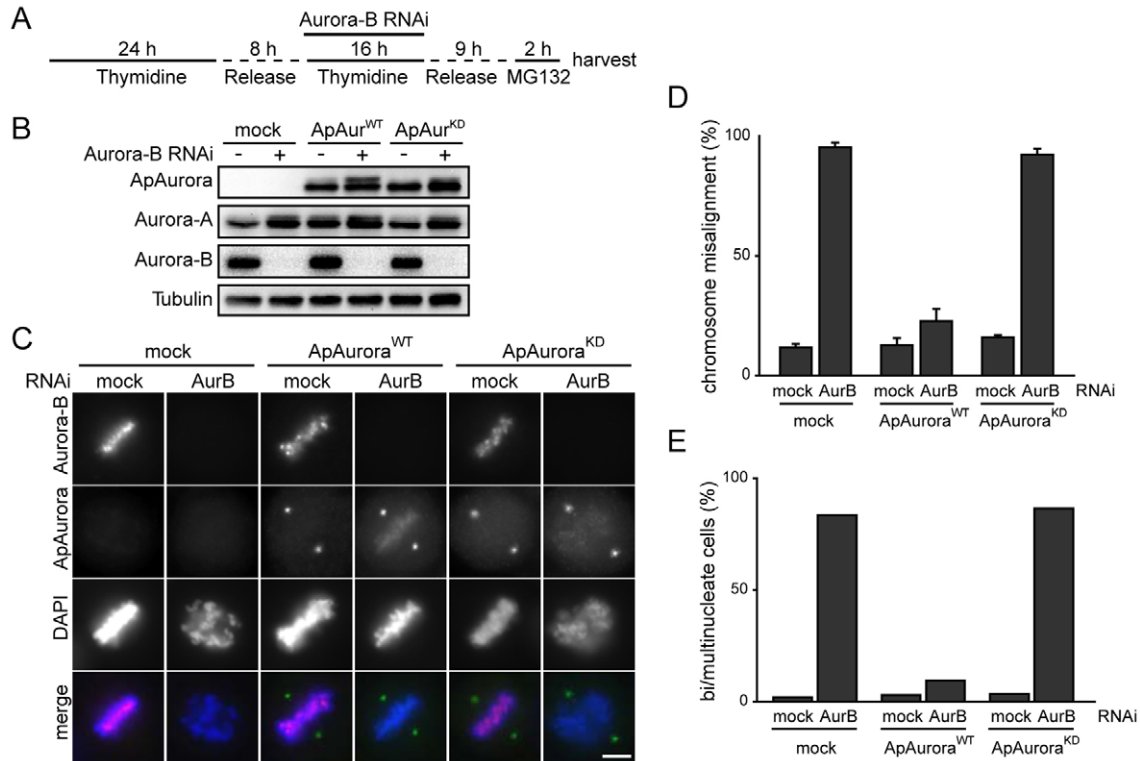 A
Aurora-B RNAi
24 h 8 h 16 h 9 h 2 h harvest
Thymidine Release Thymidine Release MG132
B
mock ApAur^WT ApAur^KD
Aurora-B RNAi - + - + - +
ApAurora
Aurora-A
Aurora-B
Tubulin
C
mock ApAurora^WT ApAurora^KD
RNAi mock AurB mock AurB mock AurB
Aurora-B
ApAurora
DAPI
merge
D
chromosome misalignment (%)
100
50
0
mock AurB mock AurB mock AurB RNAi
mock ApAurora^WT ApAurora^KD
E
bi/multinucleate cells (%)
100
50
0
mock AurB mock AurB mock AurB RNAi
mock ApAurora^WT ApAurora^KD